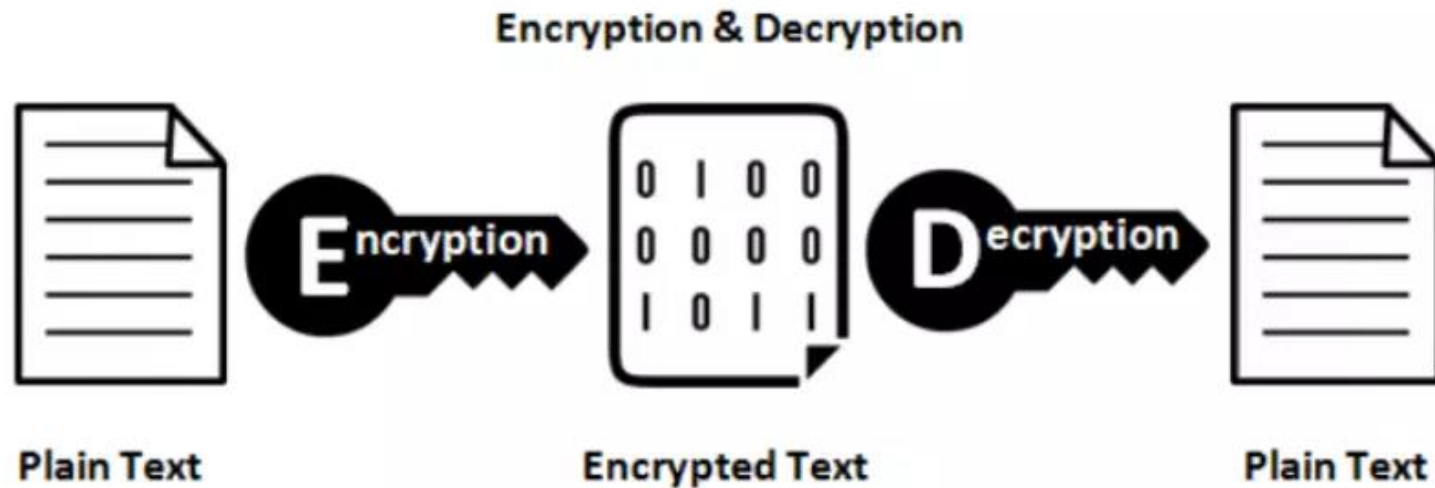 Encryption & Decryption
Encryption
0 1 0 0
0 0 0 0
1 0 1 1
Decryption
Plain Text
Encrypted Text
Plain Text